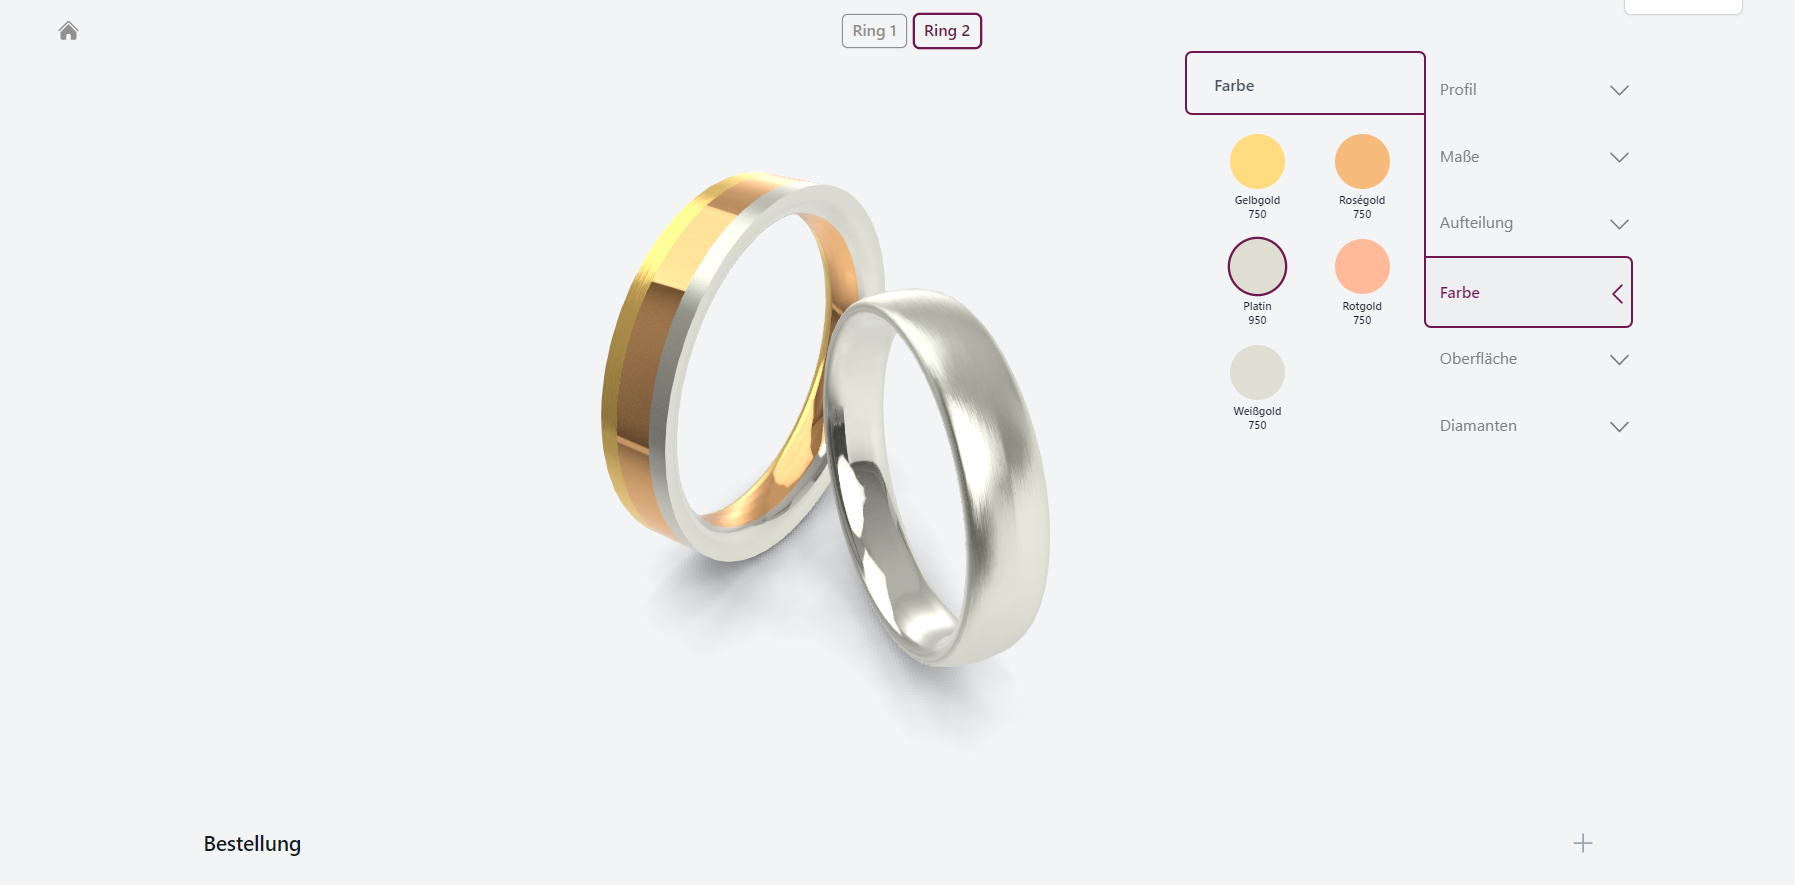 Ring 1
Ring 2
Farbe
Gelbgold
750
Roségold
750
Platin
950
Rotgold
750
Weißgold
750
Profil
Maße
Aufteilung
Farbe
Oberfläche
Diamanten
Bestellung